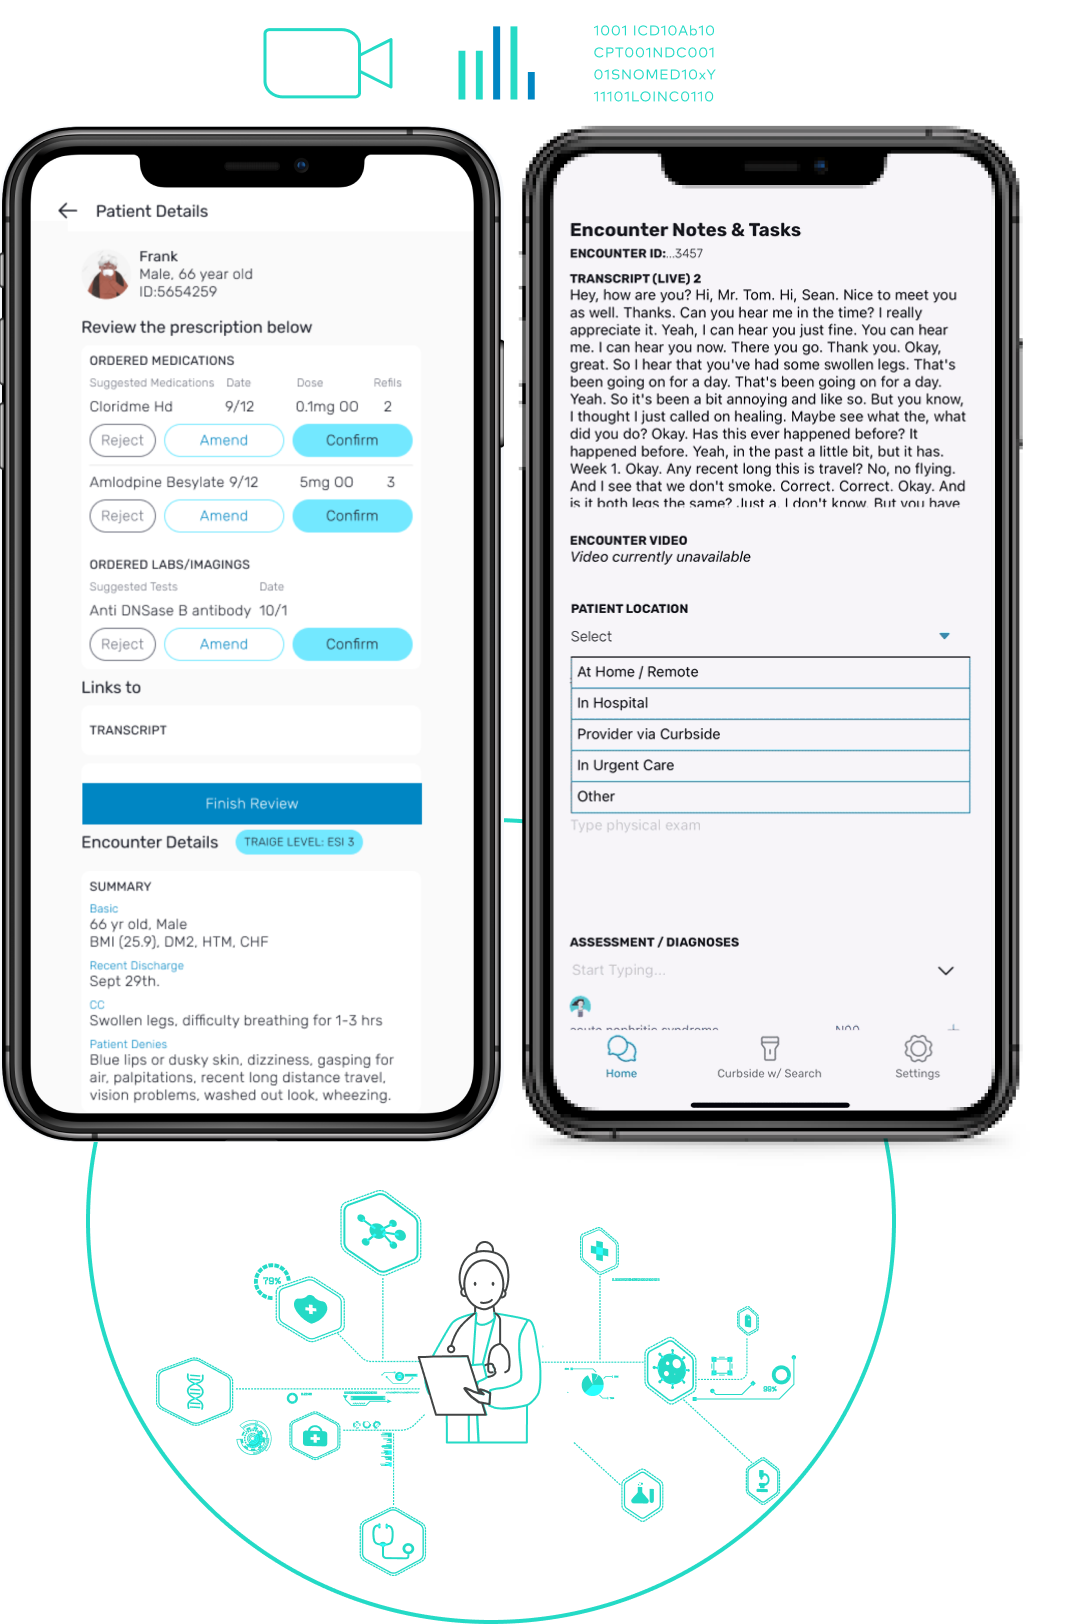 1001 ICD10Ab10
CPT001NDC001
01SNOMED10xY
11101LOINC0110
Patient Details
Frank
Male, 66 year old
ID:5654259
Review the prescription below
ORDERED MEDICATIONS
Suggested Medications Date Dose Refils
Cloridme Hd 9/12 0.1mg OO 2
Reject Amend Confirm
Amlodpine Besylate 9/12 5mg OO 3
Reject Amend Confirm
ORDERED LABS/IMAGINGS
Suggested Tests Date
Anti DNSase B antibody 10/1
Reject Amend Confirm
Links to
TRANSCRIPT
Finish Review
Encounter Details TRAIGE LEVEL: ESI 3
SUMMARY
Basic
66 yr old, Male
BMI (25.9), DM2, HTM, CHF
Recent Discharge
Sept 29th.
CC
Swollen legs, difficulty breathing for 1-3 hrs
Patient Denies
Blue lips or dusky skin, dizziness, gasping for
air, palpitations, recent long distance travel,
vision problems, washed out look, wheezing.
Encounter Notes & Tasks
ENCOUNTER ID:...3457
TRANSCRIPT (LIVE) 2
Hey, how are you? Hi, Mr. Tom. Hi, Sean. Nice to meet you
as well. Thanks. Can you hear me in the time? I really
appreciate it. Yeah, I can hear you just fine. You can hear
me. I can hear you now. There you go. Thank you. Okay,
great. So I hear that you've had some swollen legs. That's
been going on for a day. That's been going on for a day.
Yeah. So it's been a bit annoying and like so. But you know,
I thought I just called on healing. Maybe see what the, what
did you do? Okay. Has this ever happened before? It
happened before. Yeah, in the past a little bit, but it has.
Week 1. Okay. Any recent long this is travel? No, no flying.
And I see that we don't smoke. Correct. Correct. Okay. And
is it both legs the same? Just a. I don't know. But you have
ENCOUNTER VIDEO
Video currently unavailable
PATIENT LOCATION
Select
At Home / Remote
In Hospital
Provider via Curbside
In Urgent Care
Other
Type physical exam
ASSESSMENT / DIAGNOSES
Start Typing...
acute nephritic syndrome N00 +
Home Curbside w/ Search Settings
79%
99%